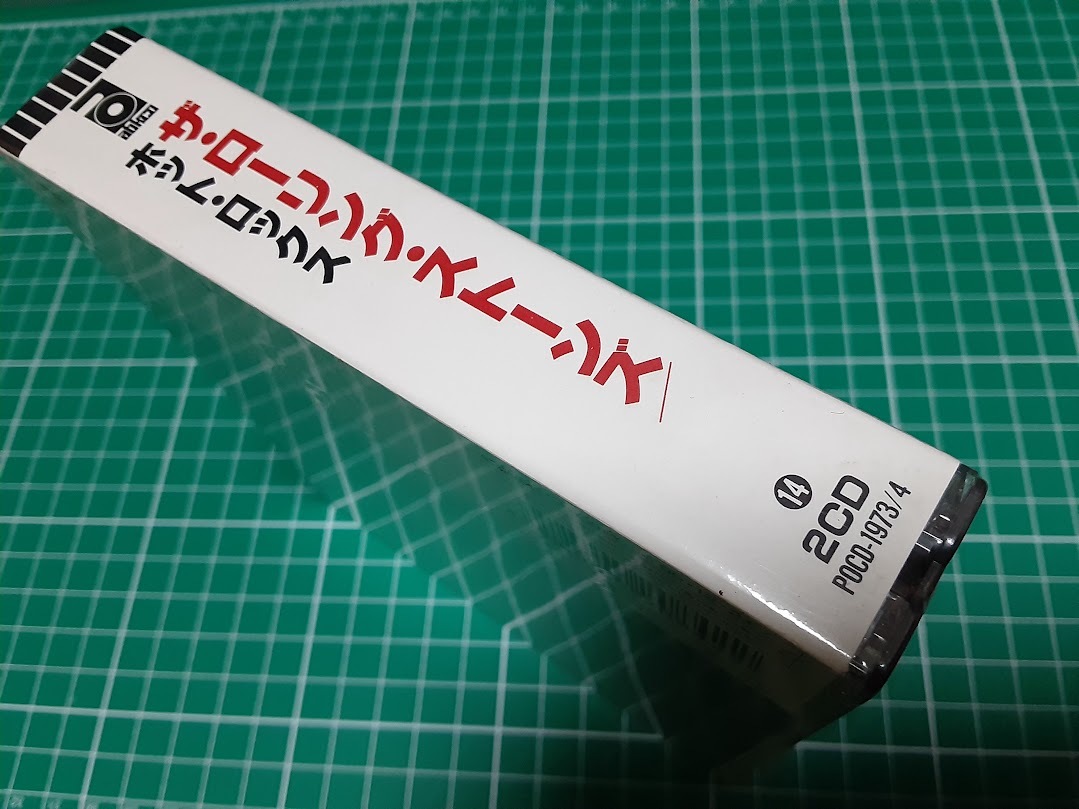 abkco
ザ・ローリング・ストーンズ
ホット・ロックス
14
2CD
POCD-1973/4